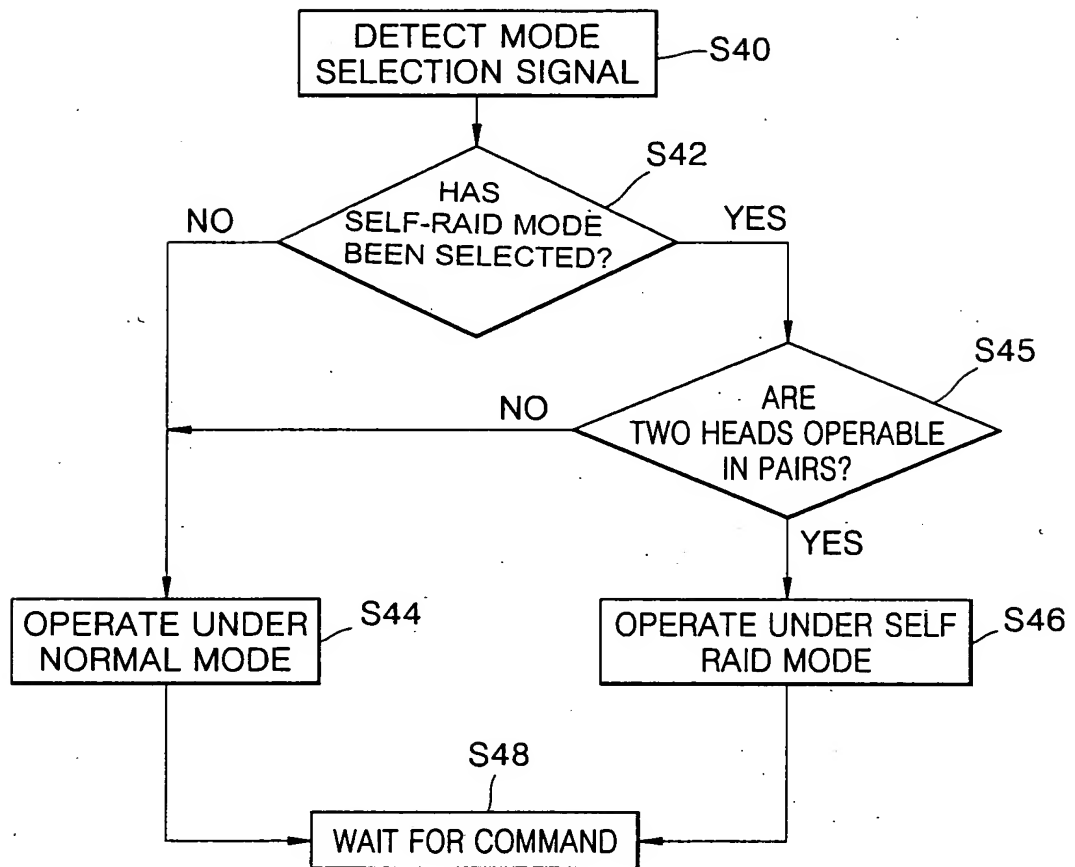 DETECT MODE
SELECTION SIGNAL
S40
S42
HAS
SELF-RAID MODE
BEEN SELECTED?
NO
YES
S45
ARE
TWO HEADS OPERABLE
IN PAIRS?
NO
YES
OPERATE UNDER
NORMAL MODE
S44
OPERATE UNDER SELF
RAID MODE
S46
S48
WAIT FOR COMMAND